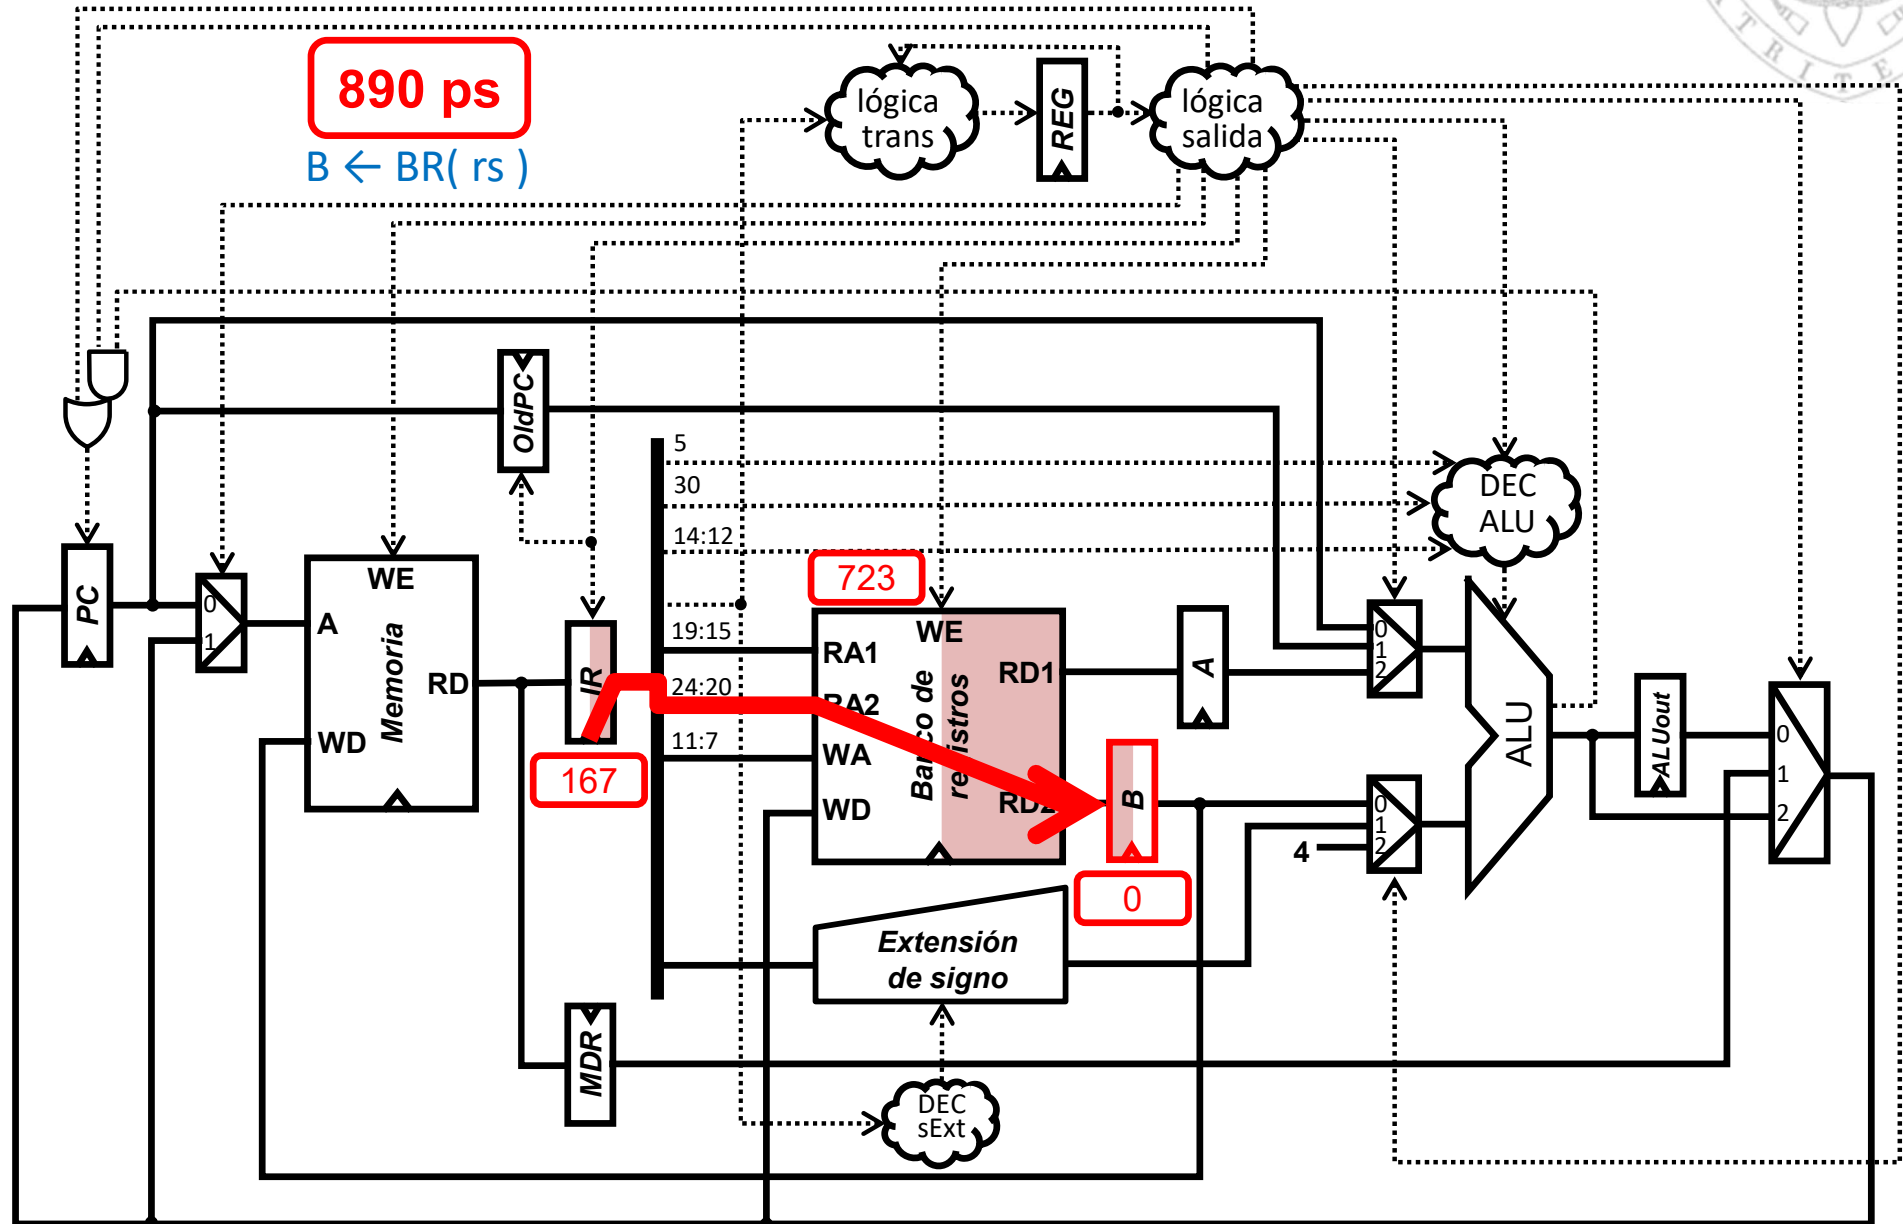 890 ps
B ← BR( rs )
lógica
trans
REG
lógica
salida
OldPC
5
30
14:12
DEC
ALU
PC
0
1
WE
A
Memoria
RD
WD
IR
167
723
19:15
24:20
11:7
WE
RA1
RA2
WA
WD
Banco de
registros
RD1
RD2
A
B
0
0
1
2
0
1
2
4
ALU
ALUout
0
1
2
Extensión
de signo
MDR
DEC
sExt
T R I T E